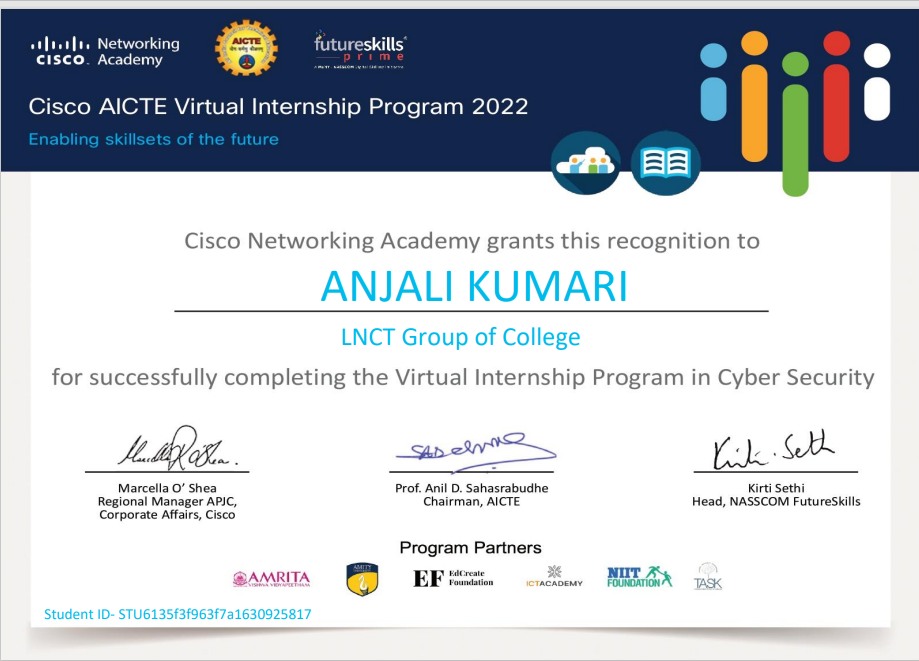 Networking
CISCO. Academy
AICTE
futureskills
prime
Cisco AICTE Virtual Internship Program 2022
Enabling skillsets of the future
Cisco Networking Academy grants this recognition to
ANJALI KUMARI
LNCT Group of College
for successfully completing the Virtual Internship Program in Cyber Security
Kirti. Seth
Marcella O’ Shea
Regional Manager APJC,
Corporate Affairs, Cisco
Prof. Anil D. Sahasrabudhe
Chairman, AICTE
Kirti Sethi
Head, NASSCOM FutureSkills
Program Partners
AMRITA
VISHWA VIDYAPEETHAM
AMITY
EF EdCreate
Foundation
ICTACADEMY
NIIT
FOUNDATION
TASK
Student ID- STU6135f3f963f7a1630925817